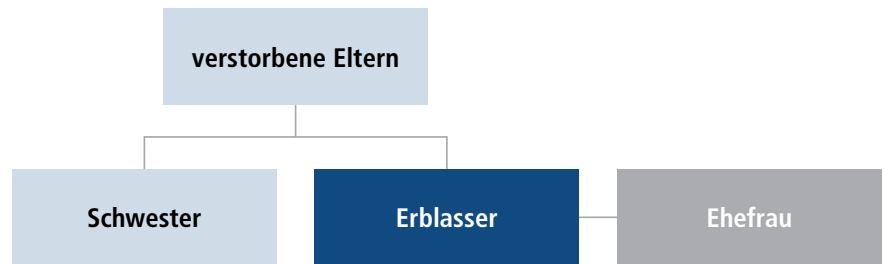 verstorbene Eltern
Schwester
Erblasser
Ehefrau